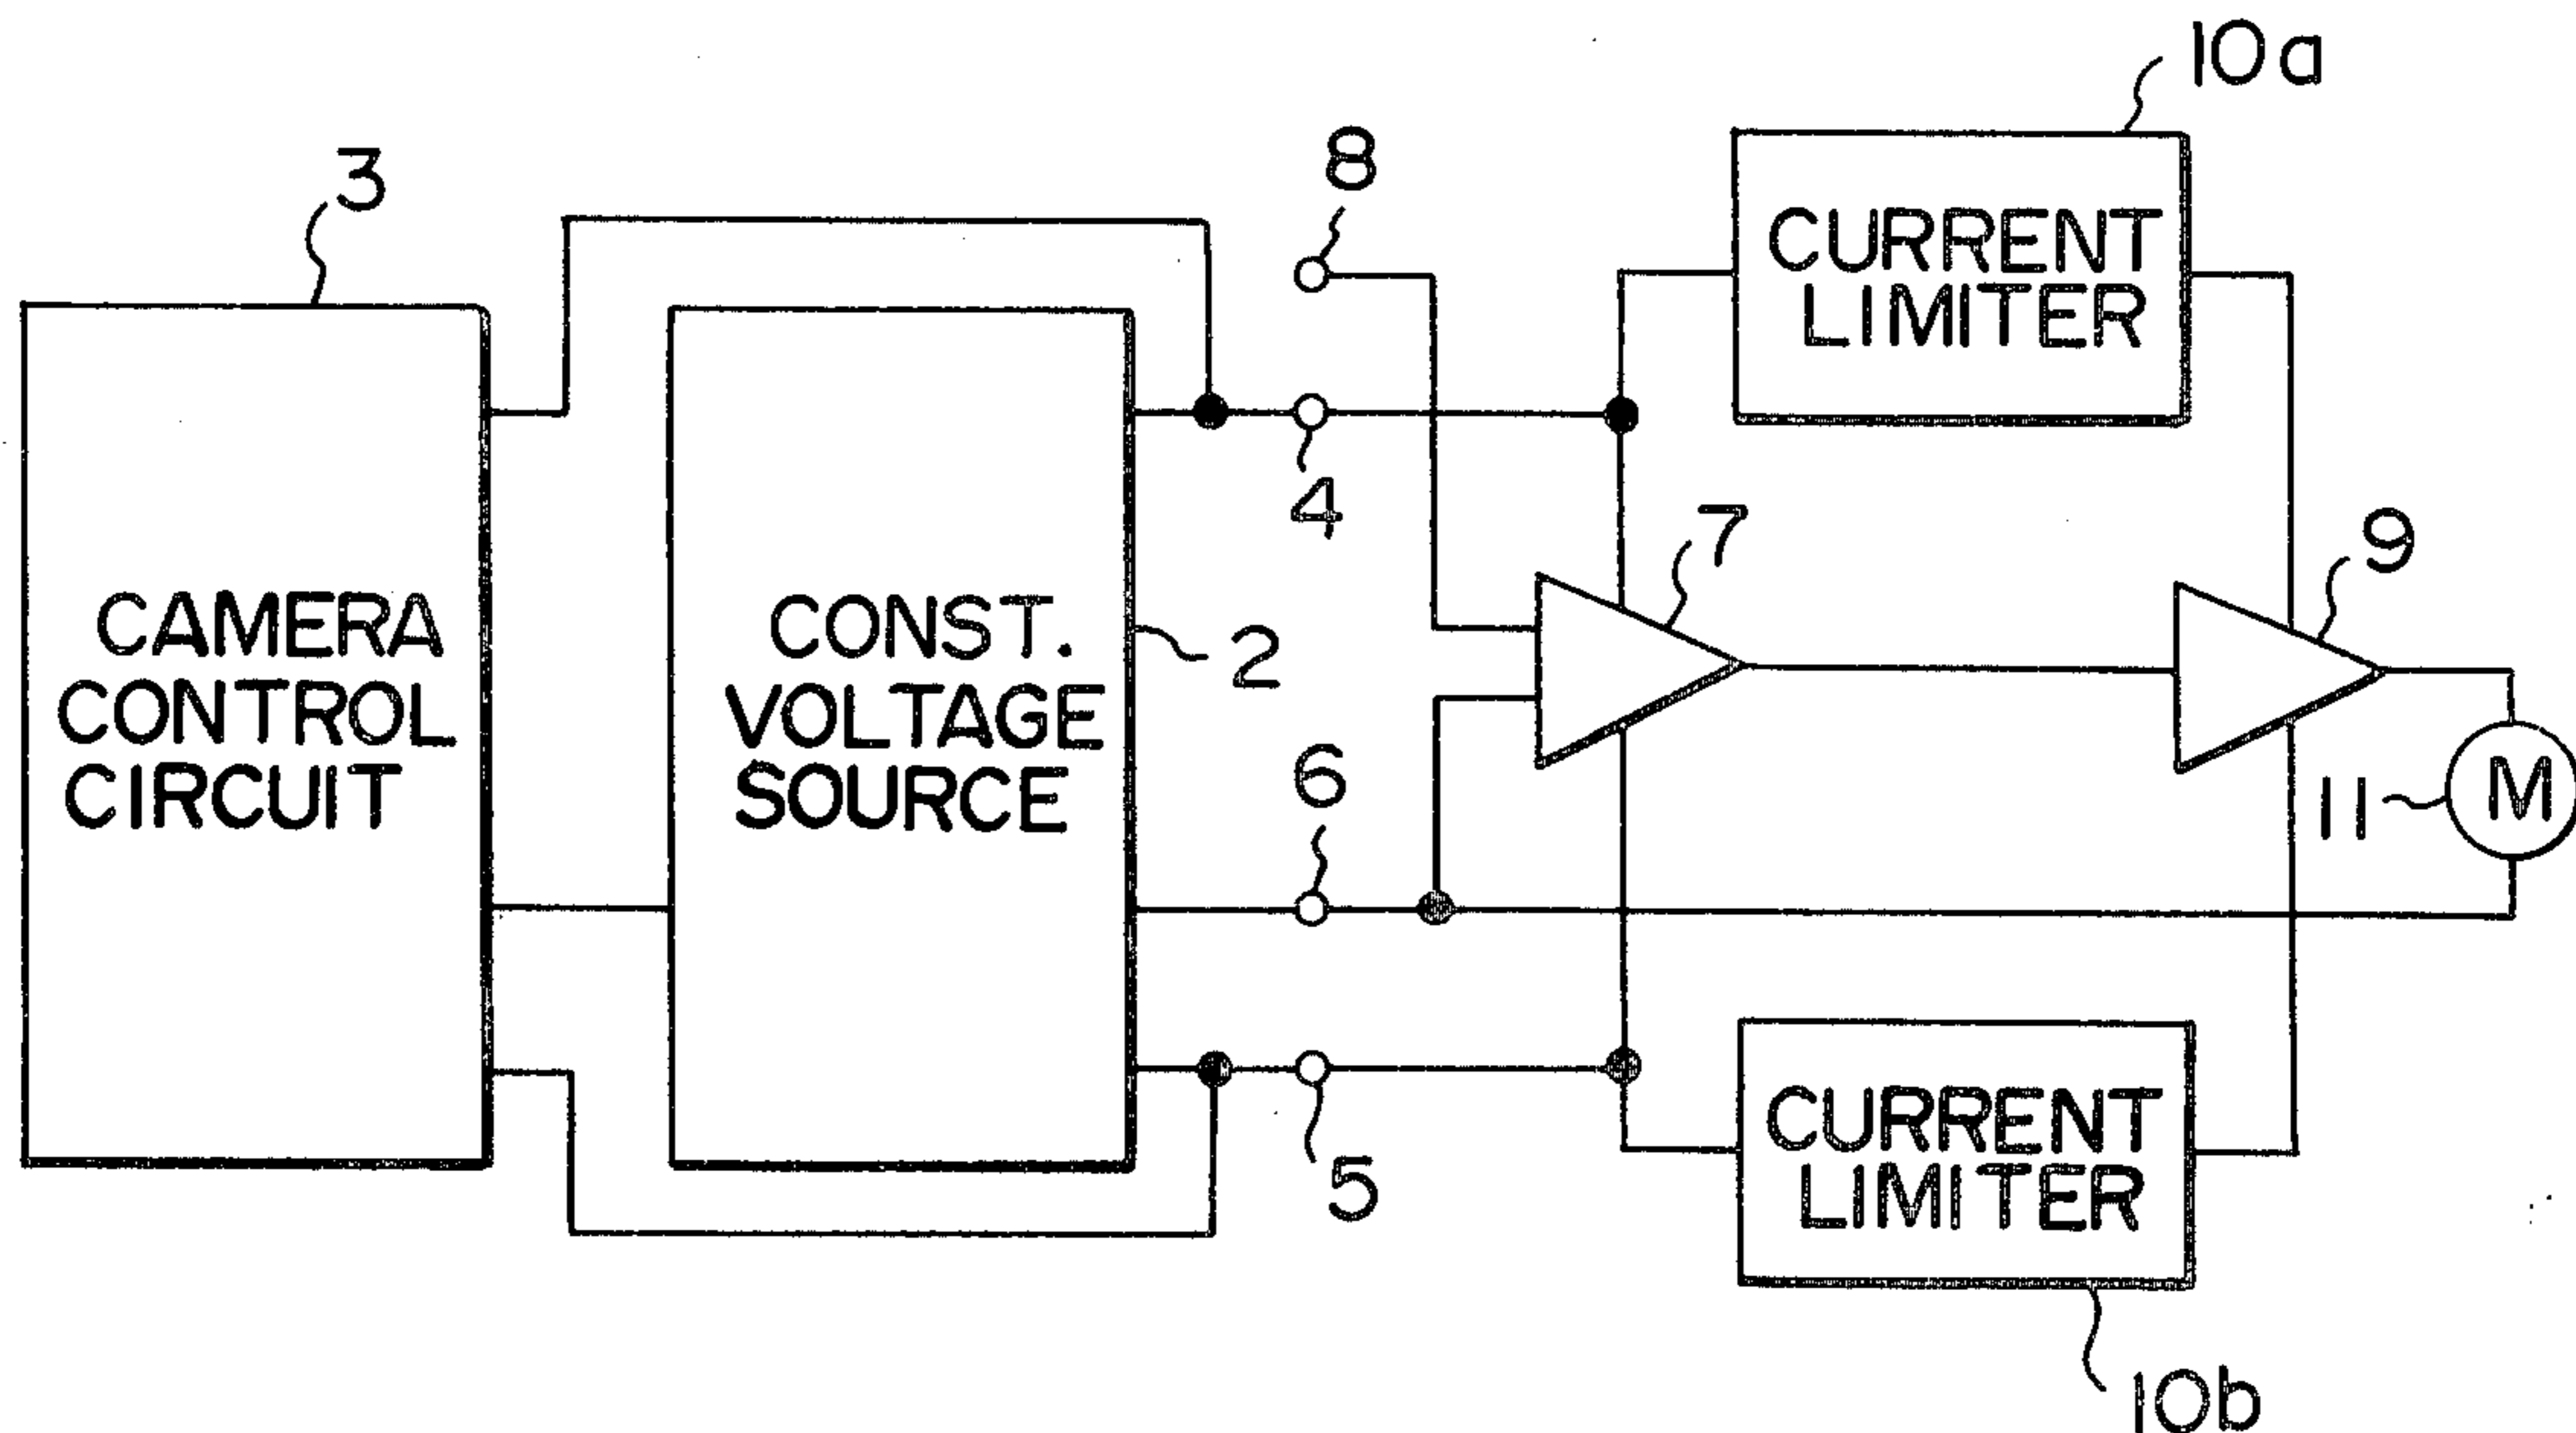 10a
8
3
CURRENT
LIMITER
4
7
9
CAMERA
CONTROL
CIRCUIT
CONST.
VOLTAGE
SOURCE
2
6
11
M
5
CURRENT
LIMITER
10b